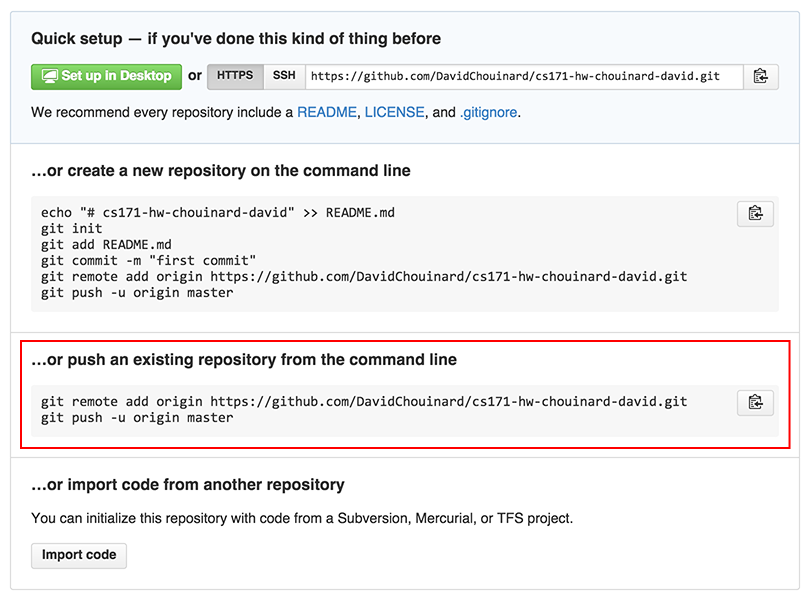 Quick setup — if you've done this kind of thing before
Set up in Desktop or HTTPS SSH https://github.com/DavidChouinard/cs171-hw-chouinard-david.git
We recommend every repository include a README, LICENSE, and .gitignore.
…or create a new repository on the command line
echo "# cs171-hw-chouinard-david" >> README.md
git init
git add README.md
git commit -m "first commit"
git remote add origin https://github.com/DavidChouinard/cs171-hw-chouinard-david.git
git push -u origin master
…or push an existing repository from the command line
git remote add origin https://github.com/DavidChouinard/cs171-hw-chouinard-david.git
git push -u origin master
…or import code from another repository
You can initialize this repository with code from a Subversion, Mercurial, or TFS project.
Import code